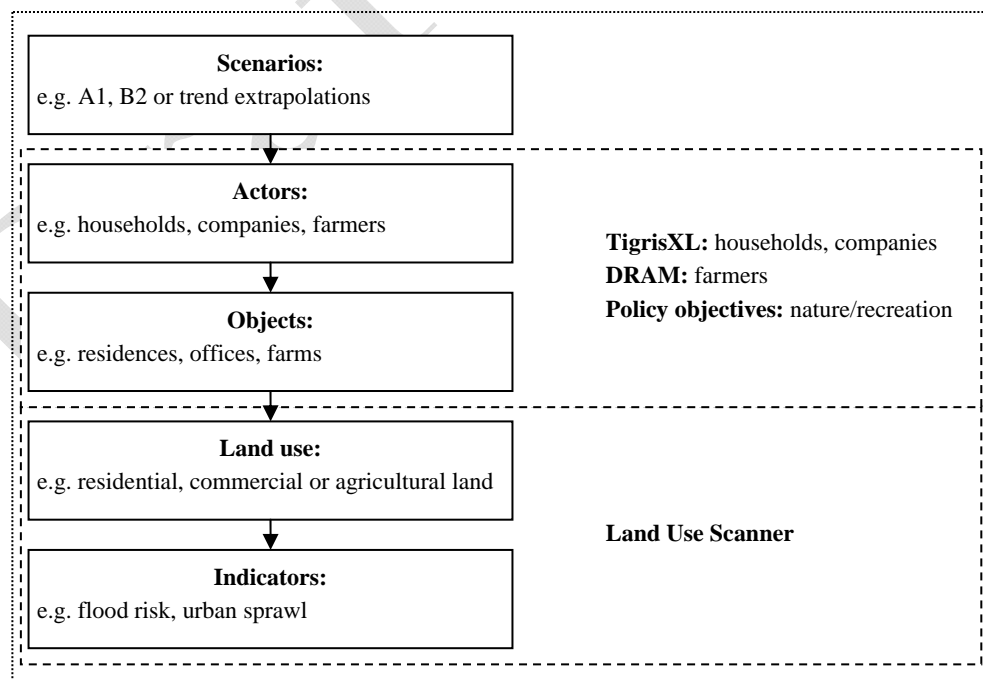 Scenarios:
e.g. A1, B2 or trend extrapolations
Actors:
e.g. households, companies, farmers
TigrisXL: households, companies
DRAM: farmers
Policy objectives: nature/recreation
Objects:
e.g. residences, offices, farms
Land use:
e.g. residential, commercial or agricultural land
Land Use Scanner
Indicators:
e.g. flood risk, urban sprawl